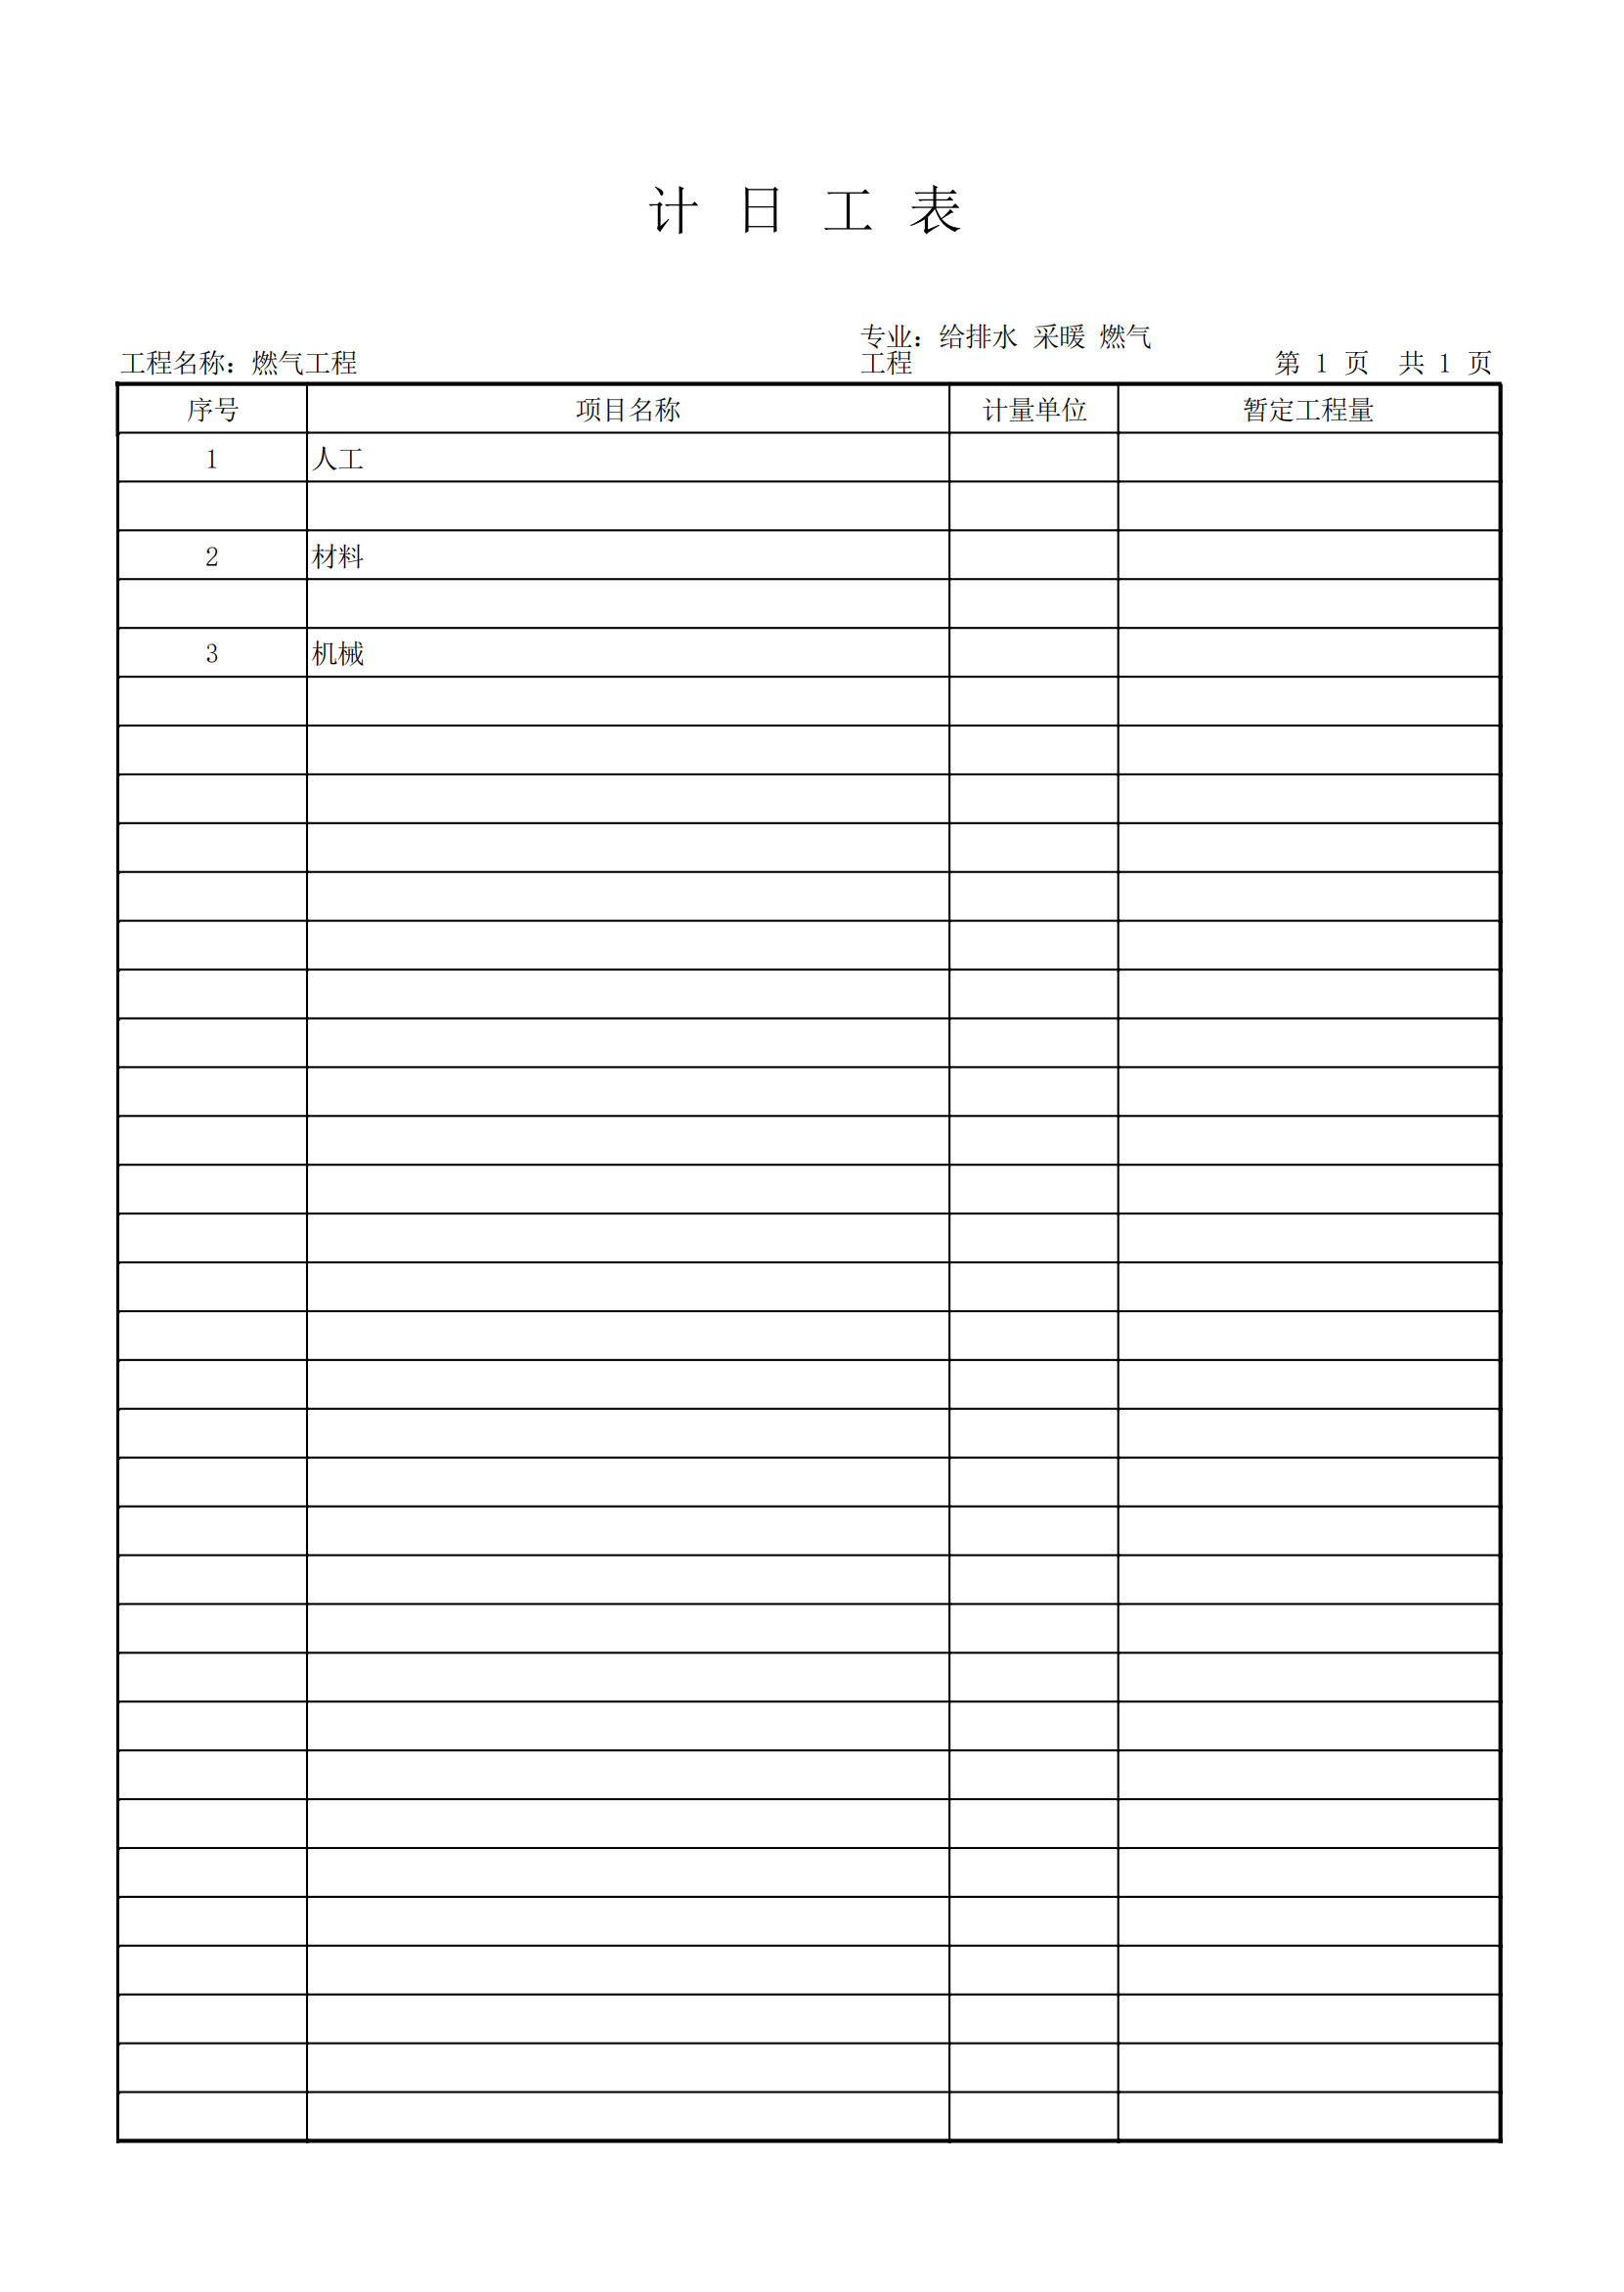 计 日 工 表
专业：给排水 采暖 燃气
工程名称：燃气工程 工程 第 1 页 共 1 页
序号 项目名称 计量单位 暂定工程量
1 人工
2 材料
3 机械